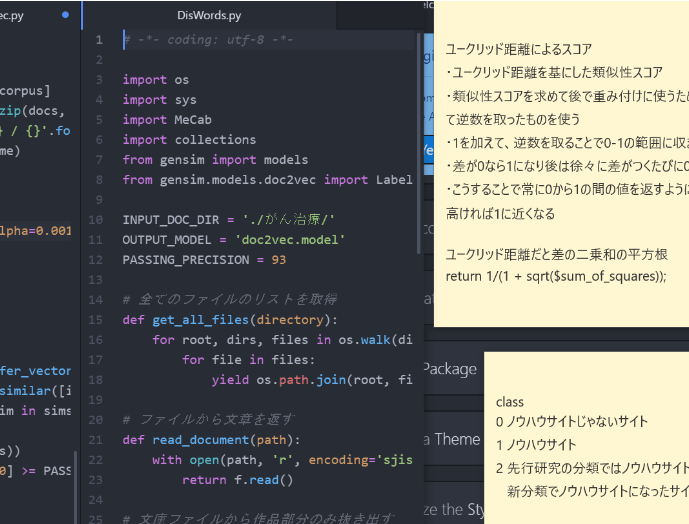 ec.py
corpus]
zip(docs,
} / {}'.fo
me)
lpha=0.001
fer_vector
similar([i
im in sims
s))
0] >= PASS
DisWords.py
1 # -*- coding: utf-8 -*-
2
3 import os
4 import sys
5 import MeCab
6 import collections
7 from gensim import models
8 from gensim.models.doc2vec import Label
9
10 INPUT_DOC_DIR = './がん治療/'
11 OUTPUT_MODEL = 'doc2vec.model'
12 PASSING_PRECISION = 93
13
14 # 全てのファイルのリストを取得
15 def get_all_files(directory):
16 for root, dirs, files in os.walk(di
17 for file in files:
18 yield os.path.join(root, fi
19
20 # ファイルから文章を返す
21 def read_document(path):
22 with open(path, 'r', encoding='sjis
23 return f.read()
24
25 # 文庫ファイルから作品部分のみ抜き出す
ユークリッド距離によるスコア
・ユークリッド距離を基にした類似性スコア
・類似性スコアを求めて後で重み付けに使うため
て逆数を取ったものを使う
・1を加えて、逆数を取ることで0-1の範囲に収ま
・差が0なら1になり後は徐々に差がつくたびに0
・こうすることで常に0から1の間の値を返すように
高ければ1に近くなる
ユークリッド距離だと差の二乗和の平方根
return 1/(1 + sqrt($sum_of_squares));
Package
a Theme
ze the Sty
class
0 ノウハウサイトじゃないサイト
1 ノウハウサイト
2 先行研究の分類ではノウハウサイト
新分類でノウハウサイトになったサイ